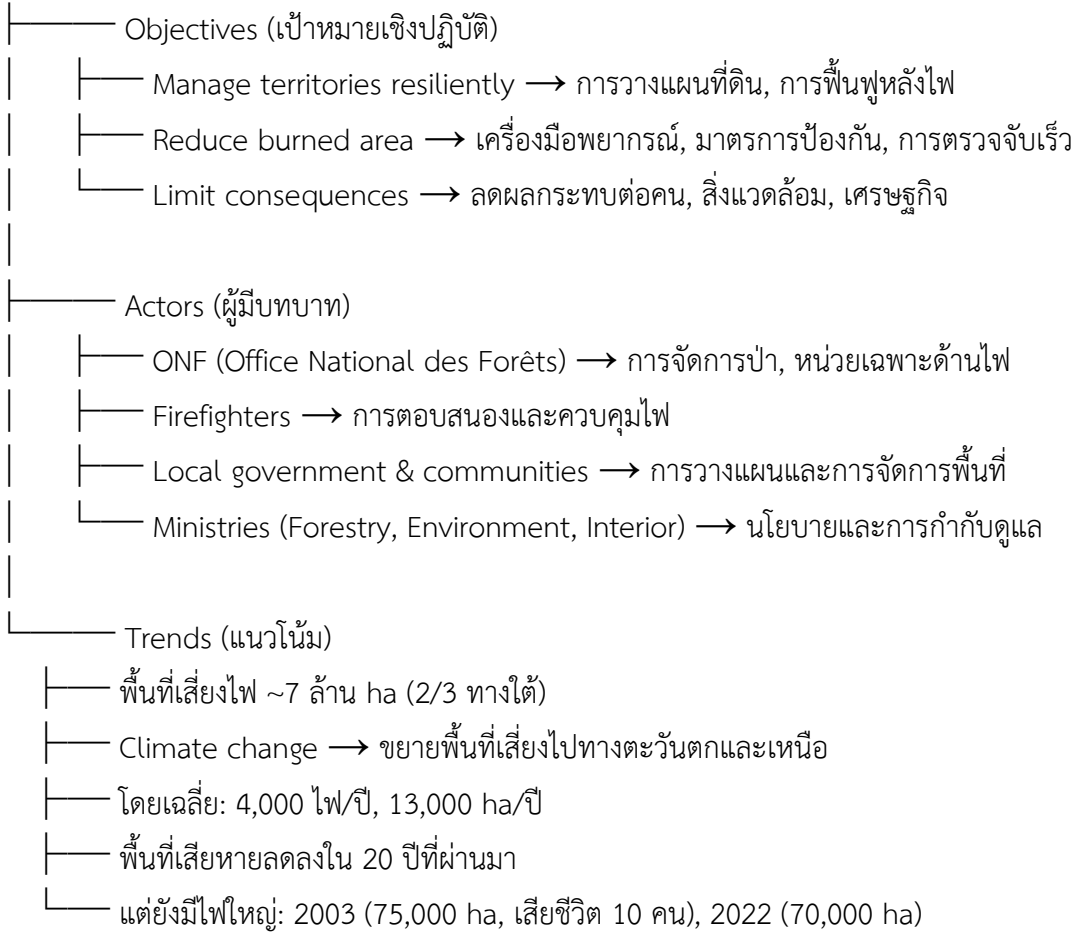 ├─── Objectives (เป้าหมายเชิงปฏิบัติ)
│ ├── Manage territories resiliently → การวางแผนที่ดิน, การฟื้นฟูหลังไฟ
│ ├── Reduce burned area → เครื่องมือพยากรณ์, มาตรการป้องกัน, การตรวจจับเร็ว
│ └── Limit consequences → ลดผลกระทบต่อคน, สิ่งแวดล้อม, เศรษฐกิจ
│
├─── Actors (ผู้มีบทบาท)
│ ├── ONF (Office National des Forêts) → การจัดการป่า, หน่วยเฉพาะด้านไฟ
│ ├── Firefighters → การตอบสนองและควบคุมไฟ
│ ├── Local government & communities → การวางแผนและการจัดการพื้นที่
│ └── Ministries (Forestry, Environment, Interior) → นโยบายและการกำกับดูแล
│
└─── Trends (แนวโน้ม)
├── พื้นที่เสี่ยงไฟ ~7 ล้าน ha (2/3 ทางใต้)
├── Climate change → ขยายพื้นที่เสี่ยงไปทางตะวันตกและเหนือ
├── โดยเฉลี่ย: 4,000 ไฟ/ปี, 13,000 ha/ปี
├── พื้นที่เสียหายลดลงใน 20 ปีที่ผ่านมา
└── แต่ยังมีไฟใหญ่: 2003 (75,000 ha, เสียชีวิต 10 คน), 2022 (70,000 ha)